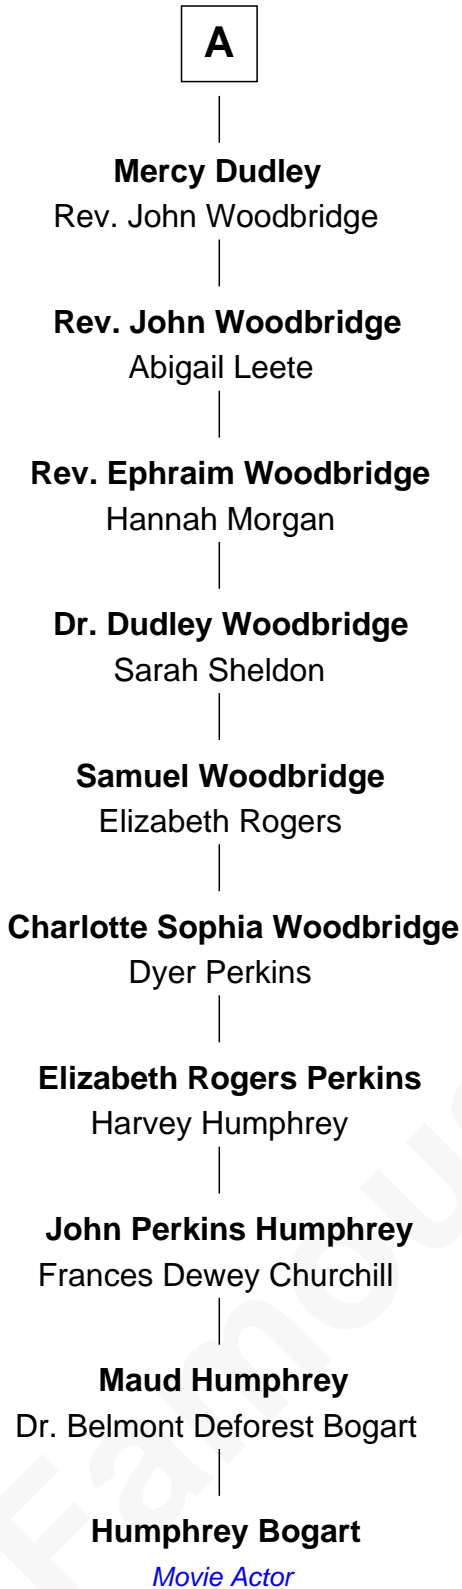 A
Mercy Dudley
Rev. John Woodbridge
Rev. John Woodbridge
Abigail Leete
Rev. Ephraim Woodbridge
Hannah Morgan
Dr. Dudley Woodbridge
Sarah Sheldon
Samuel Woodbridge
Elizabeth Rogers
Charlotte Sophia Woodbridge
Dyer Perkins
Elizabeth Rogers Perkins
Harvey Humphrey
John Perkins Humphrey
Frances Dewey Churchill
Maud Humphrey
Dr. Belmont Deforest Bogart
Humphrey Bogart
Movie Actor
Famous